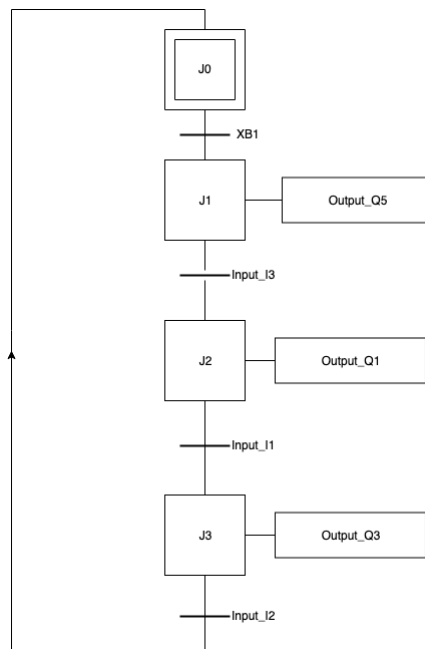 J0
XB1
J1
Output_Q5
Input_I3
J2
Output_Q1
Input_I1
J3
Output_Q3
Input_I2